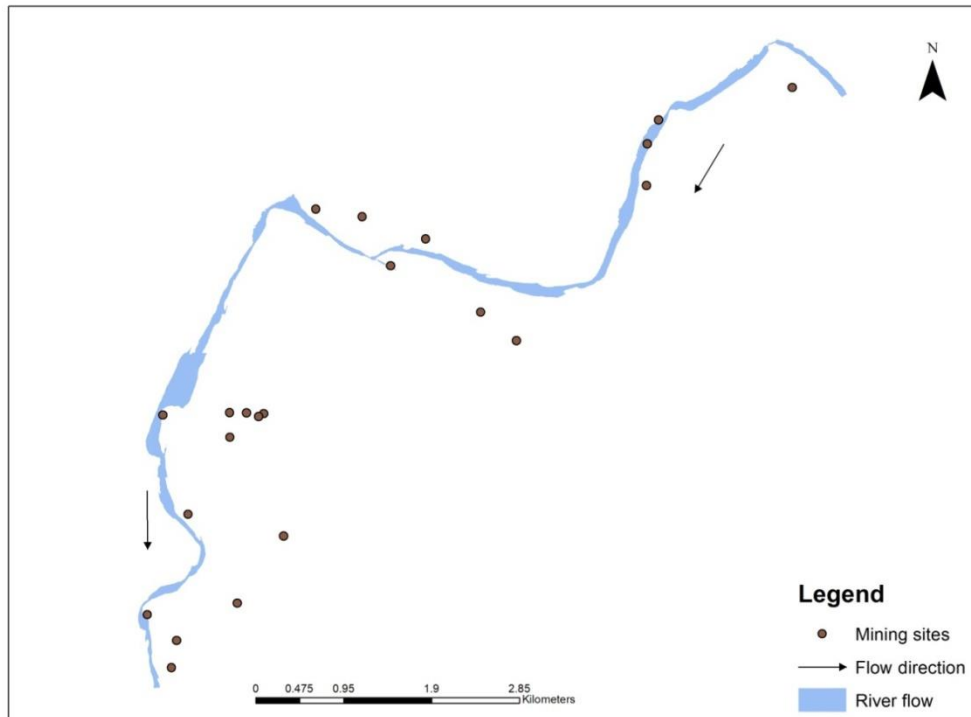 N
Legend
Mining sites
Flow direction
River flow
0 0.475 0.95 1.9 2.85
Kilometers